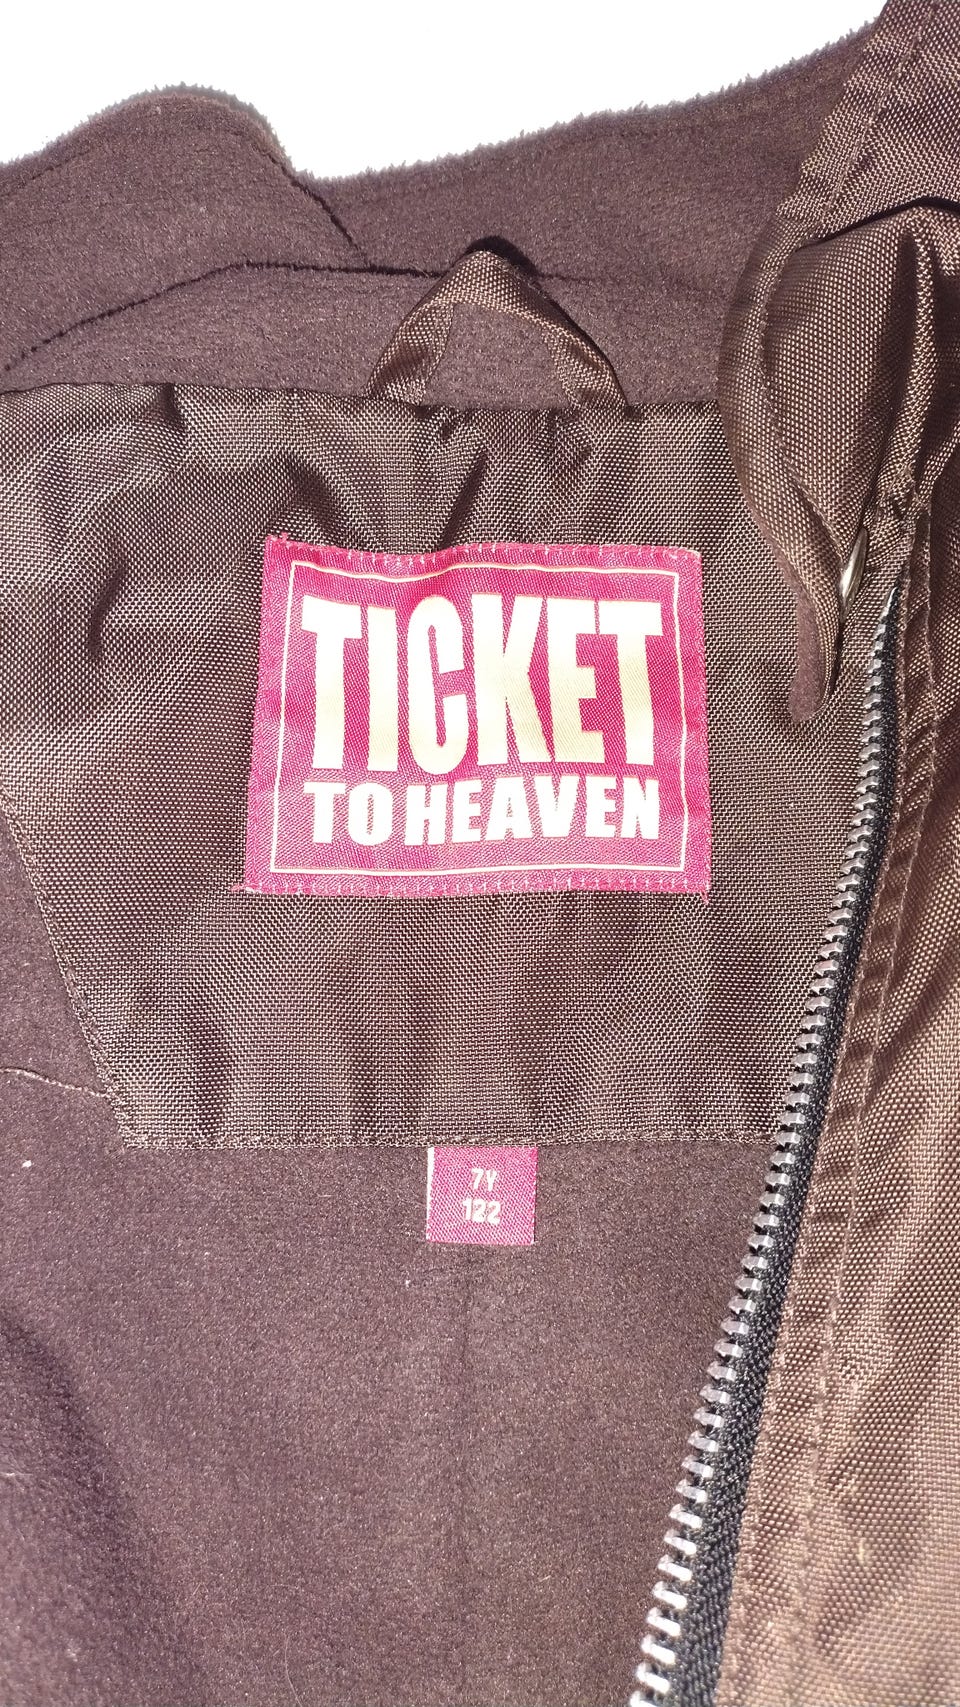 TICKET
TO HEAVEN
7Y
122